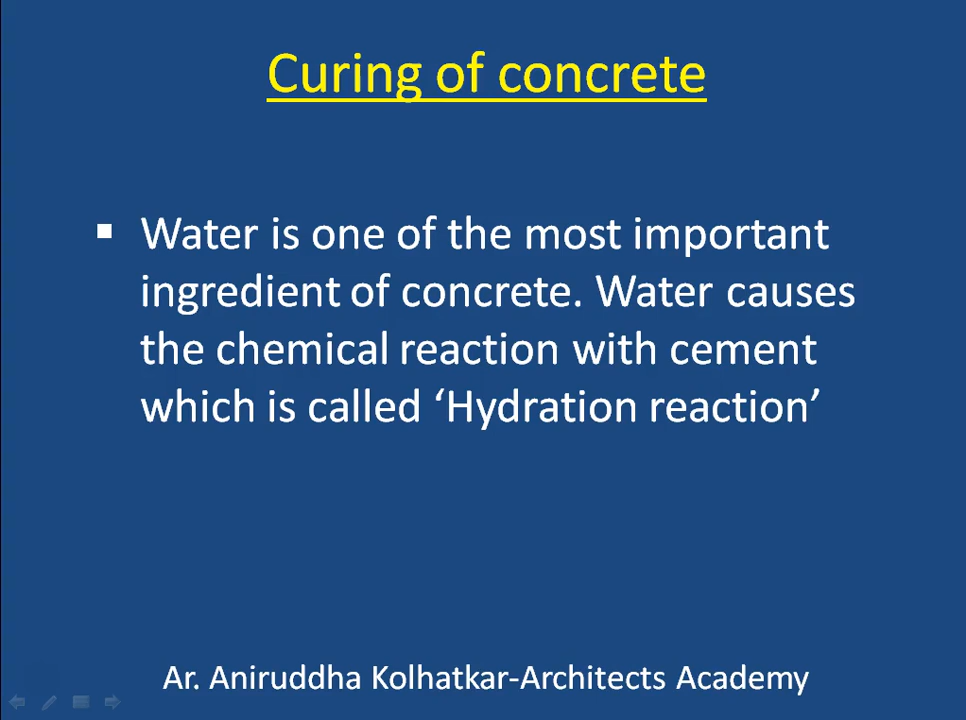 Curing of concrete
▪ Water is one of the most important
ingredient of concrete. Water causes
the chemical reaction with cement
which is called ‘Hydration reaction’
Ar. Aniruddha Kolhatkar-Architects Academy